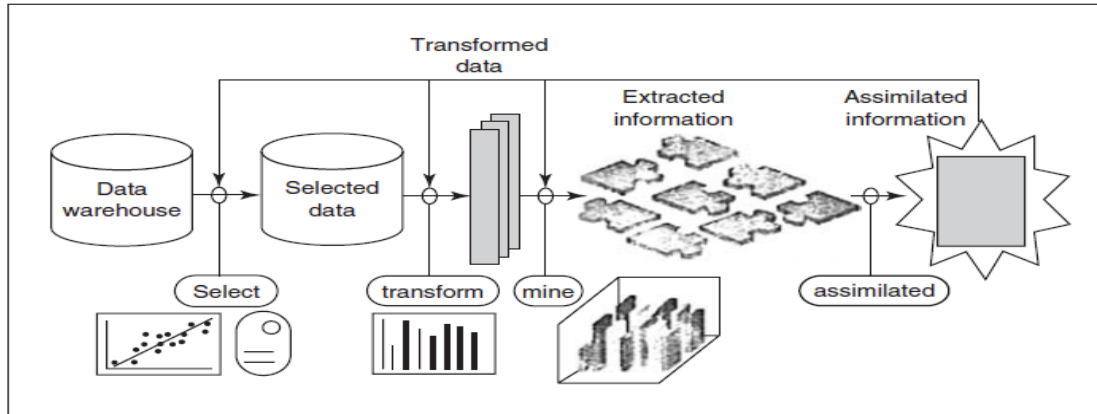 Transformed
data
Extracted
information
Assimilated
information
Data
warehouse
Selected
data
Select
transform
mine
assimilated